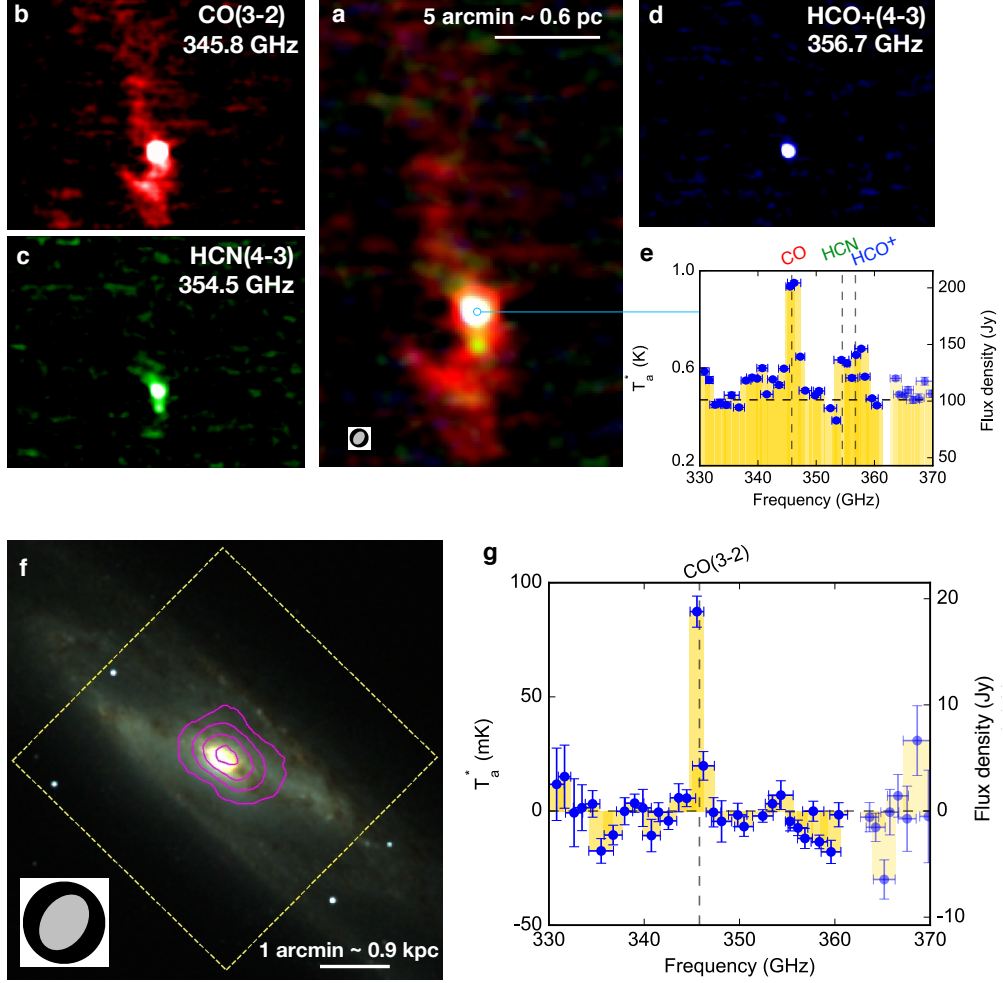 b
CO(3-2)
345.8 GHz
a
5 arcmin ~ 0.6 pc
d
HCO+(4-3)
356.7 GHz
c
HCN(4-3)
354.5 GHz
e
CO
HCN
HCO+
1.0
0.6
0.2
T*a (K)
200
150
100
50
Flux density (Jy)
330
340
350
360
370
Frequency (GHz)
f
1 arcmin ~ 0.9 kpc
g
CO(3-2)
100
50
0
−50
T*a (mK)
20
10
0
-10
Flux density (Jy)
330
340
350
360
370
Frequency (GHz)